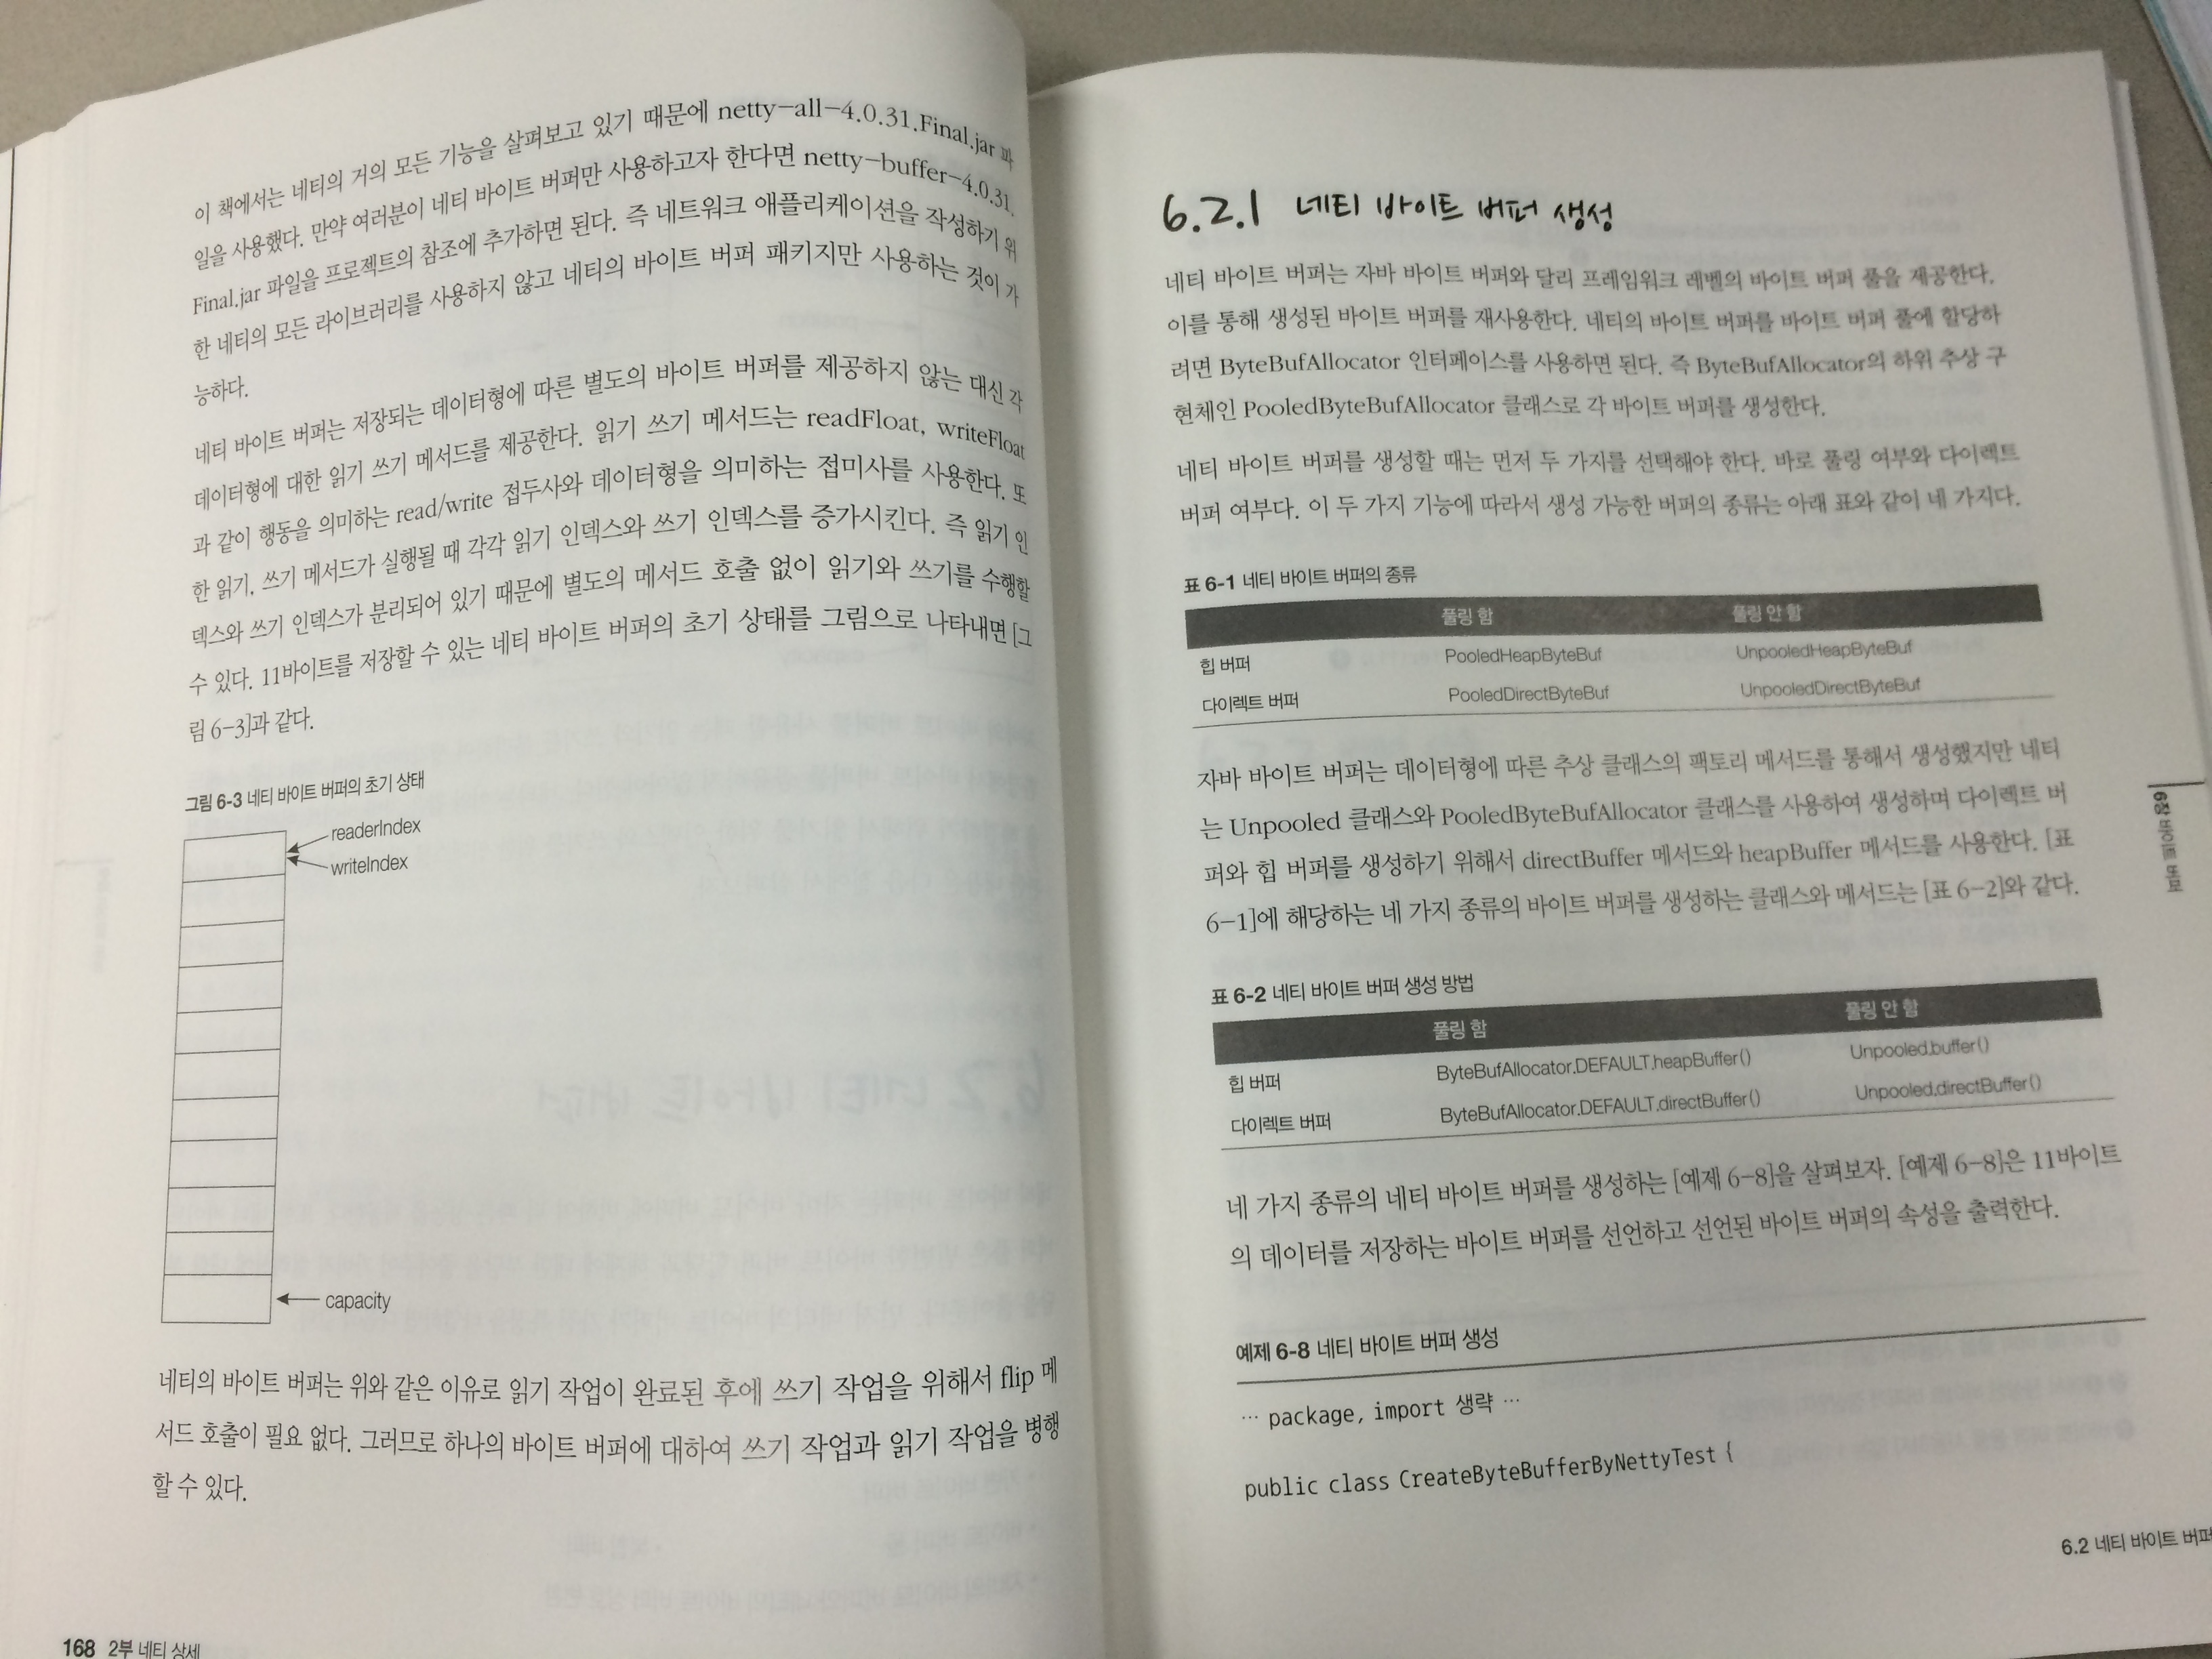 이 책에서는 네티의 거의 모든 기능을 살펴보고 있기 때문에 netty-all-4.0.31.Final.jar 파
일을 사용했다. 만약 여러분이 네티 바이트 버퍼만 사용하고자 한다면 netty-buffer-4.0.31.
Final.jar 파일을 프로젝트의 참조에 추가하면 된다. 즉 네트워크 애플리케이션을 작성하기 위
한 네티의 모든 라이브러리를 사용하지 않고 네티의 바이트 버퍼 패키지만 사용하는 것이 가
능하다.
네티 바이트 버퍼는 저장되는 데이터형에 따른 별도의 바이트 버퍼를 제공하지 않는 대신 각
데이터형에 대한 읽기 쓰기 메서드를 제공한다. 읽기 쓰기 메서드는 readFloat, writeFloat
과 같이 행동을 의미하는 read/write 접두사와 데이터형을 의미하는 접미사를 사용한다. 또
한 읽기, 쓰기 메서드가 실행될 때 각각 읽기 인덱스와 쓰기 인덱스를 증가시킨다. 즉 읽기 인
덱스와 쓰기 인덱스가 분리되어 있기 때문에 별도의 메서드 호출 없이 읽기와 쓰기를 수행할
수 있다. 11바이트를 저장할 수 있는 네티 바이트 버퍼의 초기 상태를 그림으로 나타내면 [그
림 6-3]과 같다.
그림 6-3 네티 바이트 버퍼의 초기 상태
readerIndex
writeIndex
capacity
네티의 바이트 버퍼는 위와 같은 이유로 읽기 작업이 완료된 후에 쓰기 작업을 위해서 flip 메
서드 호출이 필요 없다. 그러므로 하나의 바이트 버퍼에 대하여 쓰기 작업과 읽기 작업을 병행
할 수 있다.
168 2부 네티 상세
6.2.1 네티 바이트 버퍼 생성
네티 바이트 버퍼는 자바 바이트 버퍼와 달리 프레임워크 레벨의 바이트 버퍼 풀을 제공한다.
이를 통해 생성된 바이트 버퍼를 재사용한다. 네티의 바이트 버퍼를 바이트 버퍼 풀에 할당하
려면 ByteBufAllocator 인터페이스를 사용하면 된다. 즉 ByteBufAllocator의 하위 추상 구
현체인 PooledByteBufAllocator 클래스로 각 바이트 버퍼를 생성한다.
네티 바이트 버퍼를 생성할 때는 먼저 두 가지를 선택해야 한다. 바로 풀링 여부와 다이렉트
버퍼 여부다. 이 두 가지 기능에 따라서 생성 가능한 버퍼의 종류는 아래 표와 같이 네 가지다.
표 6-1 네티 바이트 버퍼의 종류
풀링 함 풀링 안 함
힙 버퍼 PooledHeapByteBuf UnpooledHeapByteBuf
다이렉트 버퍼 PooledDirectByteBuf UnpooledDirectByteBuf
자바 바이트 버퍼는 데이터형에 따른 추상 클래스의 팩토리 메서드를 통해서 생성했지만 네티
는 Unpooled 클래스와 PooledByteBufAllocator 클래스를 사용하여 생성하며 다이렉트 버
퍼와 힙 버퍼를 생성하기 위해서 directBuffer 메서드와 heapBuffer 메서드를 사용한다. [표
6-1]에 해당하는 네 가지 종류의 바이트 버퍼를 생성하는 클래스와 메서드는 [표 6-2]와 같다.
표 6-2 네티 바이트 버퍼 생성 방법
풀링 함 풀링 안 함
힙 버퍼 ByteBufAllocator.DEFAULT.heapBuffer() Unpooled.buffer()
다이렉트 버퍼 ByteBufAllocator.DEFAULT.directBuffer() Unpooled.directBuffer()
네 가지 종류의 네티 바이트 버퍼를 생성하는 [예제 6-8]을 살펴보자. [예제 6-8]은 11바이트
의 데이터를 저장하는 바이트 버퍼를 선언하고 선언된 바이트 버퍼의 속성을 출력한다.
예제 6-8 네티 바이트 버퍼 생성
… package, import 생략 …
public class CreateByteBufferByNettyTest {
6.2 네티 바이트 버퍼
6장 바이트 버퍼